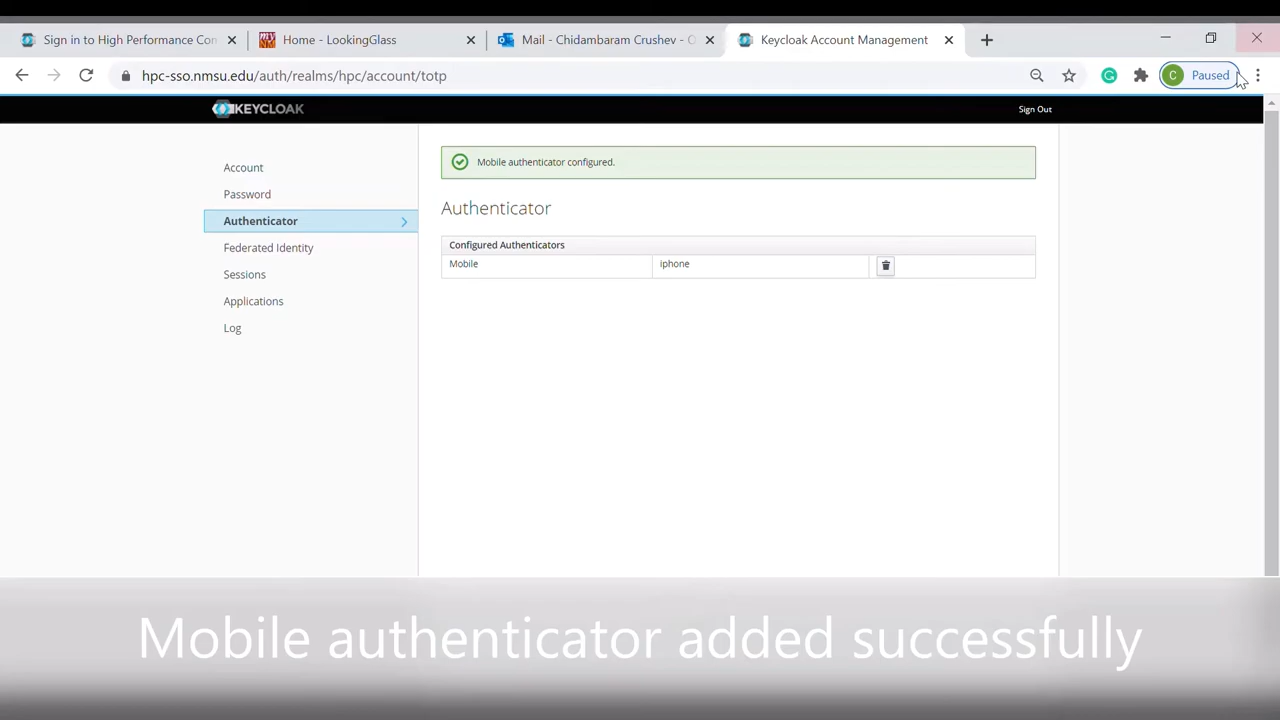 Sign in to High Performance Con
Home - LookingGlass
Mail - Chidambaram Crushev - O
Keycloak Account Management
hpc-sso.nmsu.edu/auth/realms/hpc/account/totp
C Paused
KEYCLOAK
Sign Out
Account
Password
Authenticator
Federated Identity
Sessions
Applications
Log
Mobile authenticator configured.
Authenticator
Configured Authenticators
Mobile iphone
Mobile authenticator added successfully